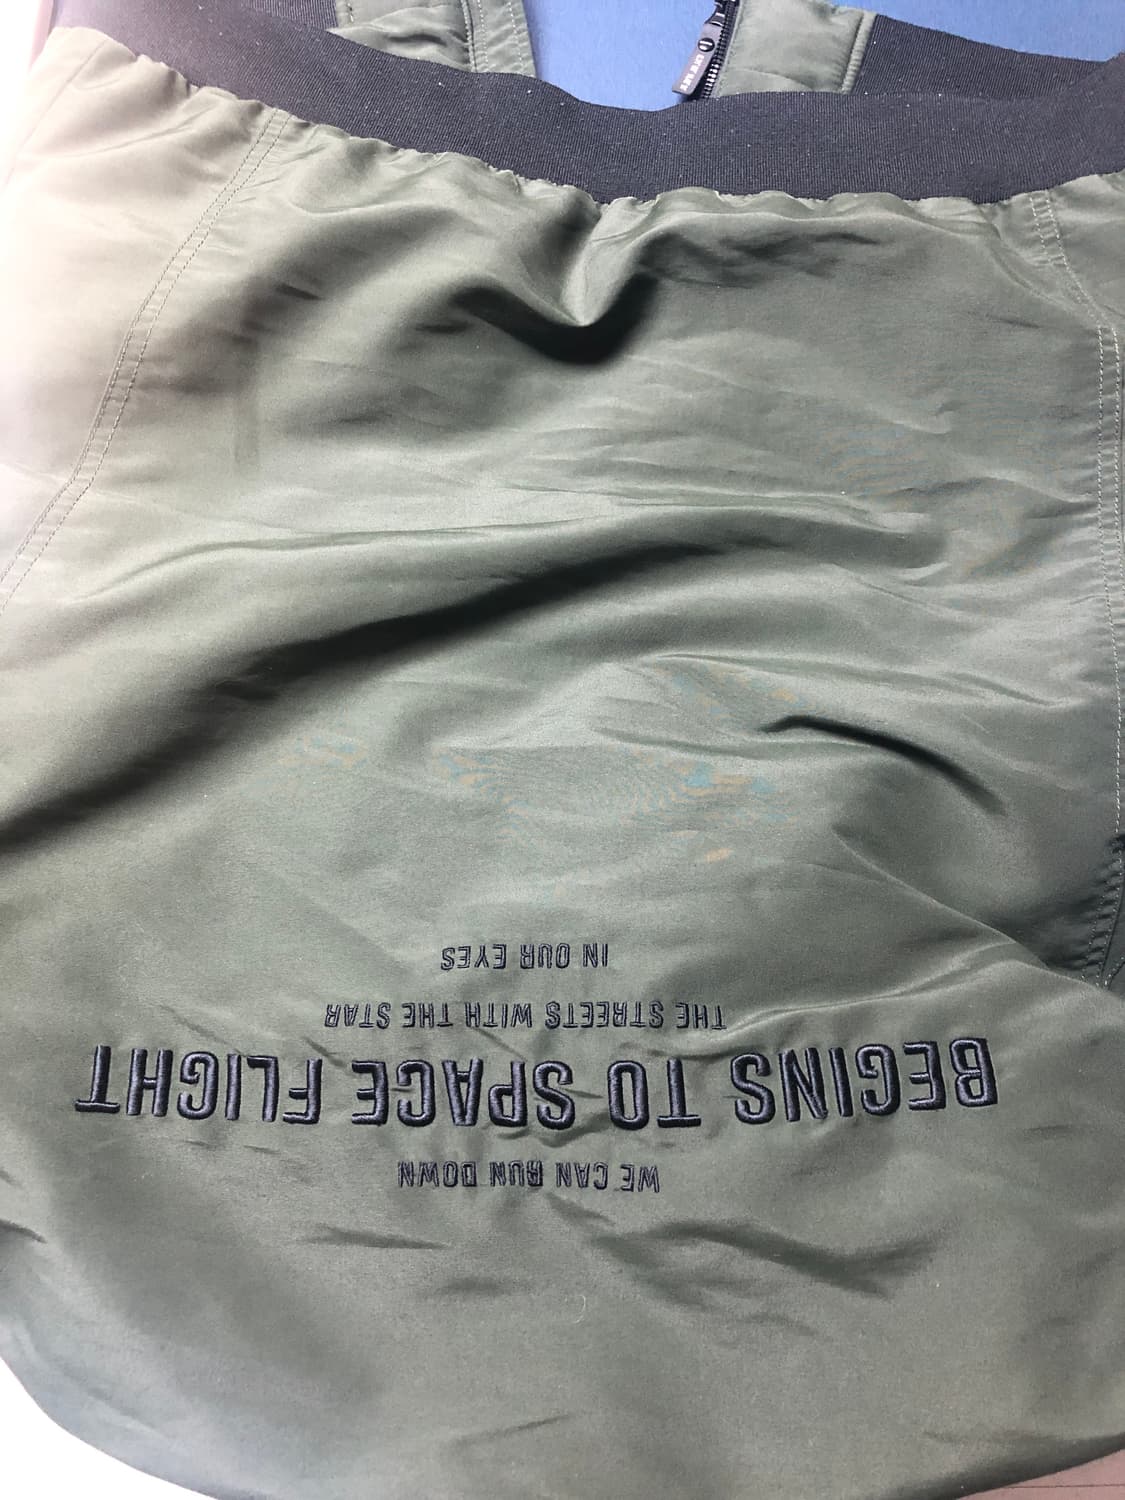 WE CAN RUN DOWN
BEGINS TO SPACE FLIGHT
THE STREETS WITH THE STAR
IN OUR EYES